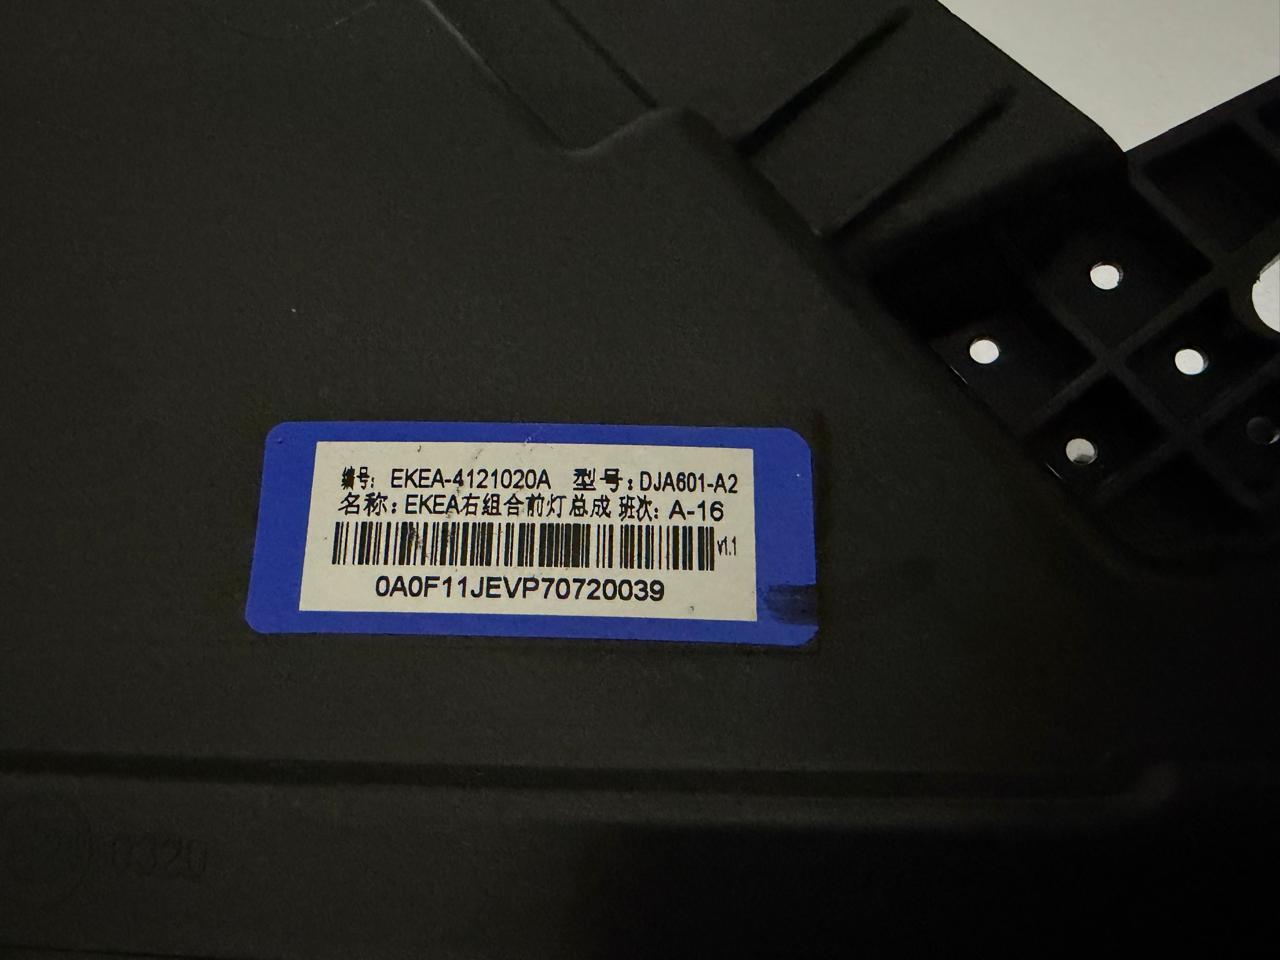 编号: EKEA-4121020A 型号: DJA601-A2
名称: EKEA右组合前灯总成 班次: A-16
v1.1
0A0F11JEVP70720039